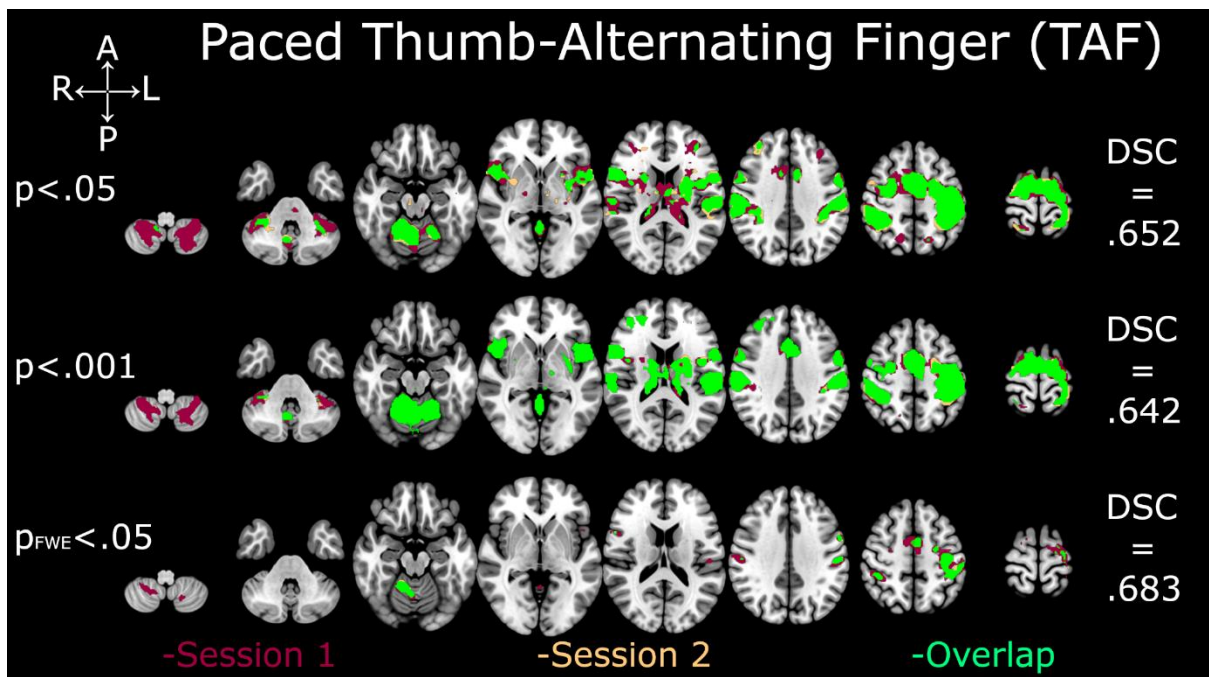 Paced Thumb-Alternating Finger (TAF)
A
R L
P
p<.05
DSC
=
.652
p<.001
DSC
=
.642
pFWE<.05
DSC
=
.683
-Session 1 -Session 2 -Overlap